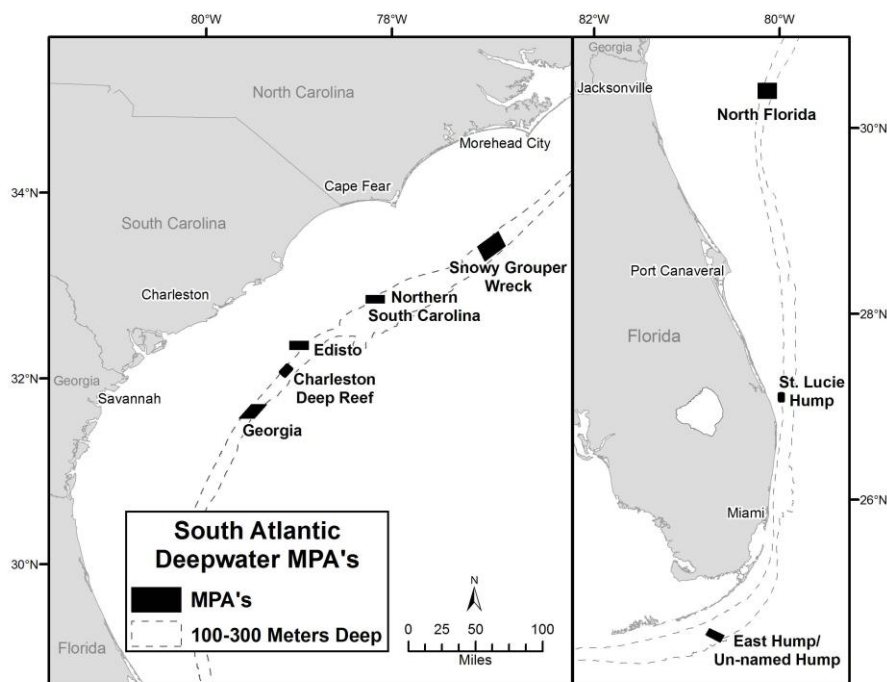 80°W
78°W
82°W
80°W
Georgia
Jacksonville
North Carolina
North Florida
30°N
Morehead City
Cape Fear
34°N
South Carolina
Snowy Grouper
Wreck
Port Canaveral
Charleston
Northern
South Carolina
28°N
Florida
Edisto
32°N
Georgia
Charleston
Deep Reef
St. Lucie
Hump
Savannah
Georgia
26°N
Miami
South Atlantic
Deepwater MPA's
30°N
MPA's
N
100-300 Meters Deep
0 25 50 100
Miles
Florida
East Hump/
Un-named Hump